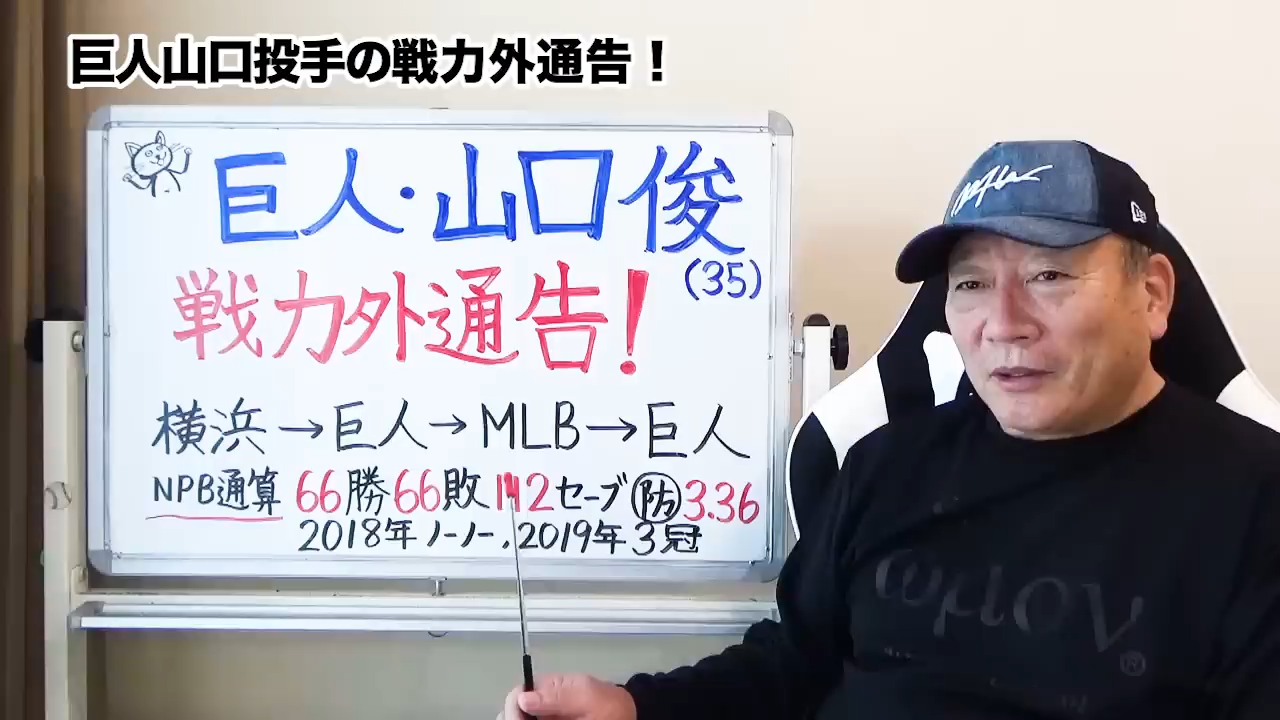 巨人山口投手の戦力外通告！
巨人・山口俊
(35)
戦力外通告!
横浜→巨人→MLB→巨人
NPB通算 66勝66敗112セーブ 防 3.36
2018年ノーノー、2019年3冠
ωμον
®